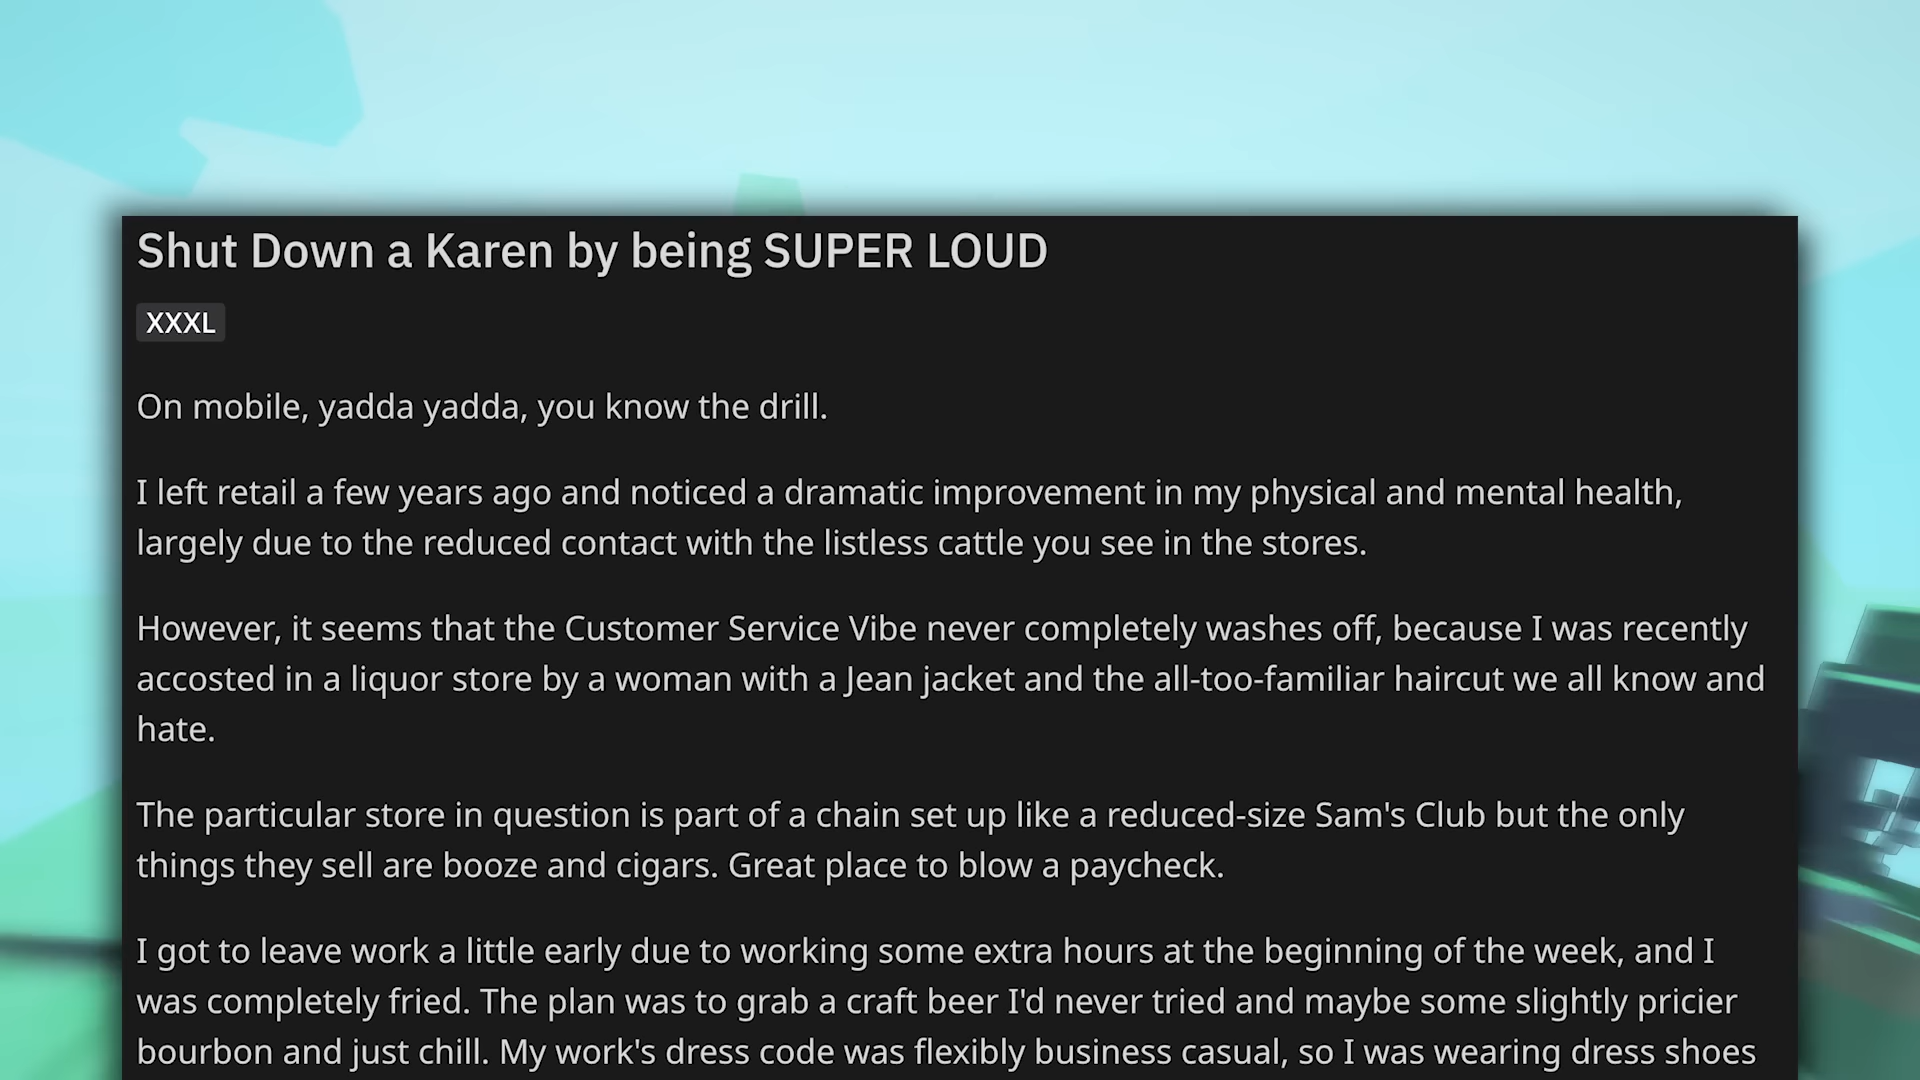 Shut Down a Karen by being SUPER LOUD
XXXL
On mobile, yadda yadda, you know the drill.
I left retail a few years ago and noticed a dramatic improvement in my physical and mental health,
largely due to the reduced contact with the listless cattle you see in the stores.
However, it seems that the Customer Service Vibe never completely washes off, because I was recently
accosted in a liquor store by a woman with a Jean jacket and the all-too-familiar haircut we all know and
hate.
The particular store in question is part of a chain set up like a reduced-size Sam's Club but the only
things they sell are booze and cigars. Great place to blow a paycheck.
I got to leave work a little early due to working some extra hours at the beginning of the week, and I
was completely fried. The plan was to grab a craft beer I'd never tried and maybe some slightly pricier
bourbon and just chill. My work's dress code was flexibly business casual, so I was wearing dress shoes